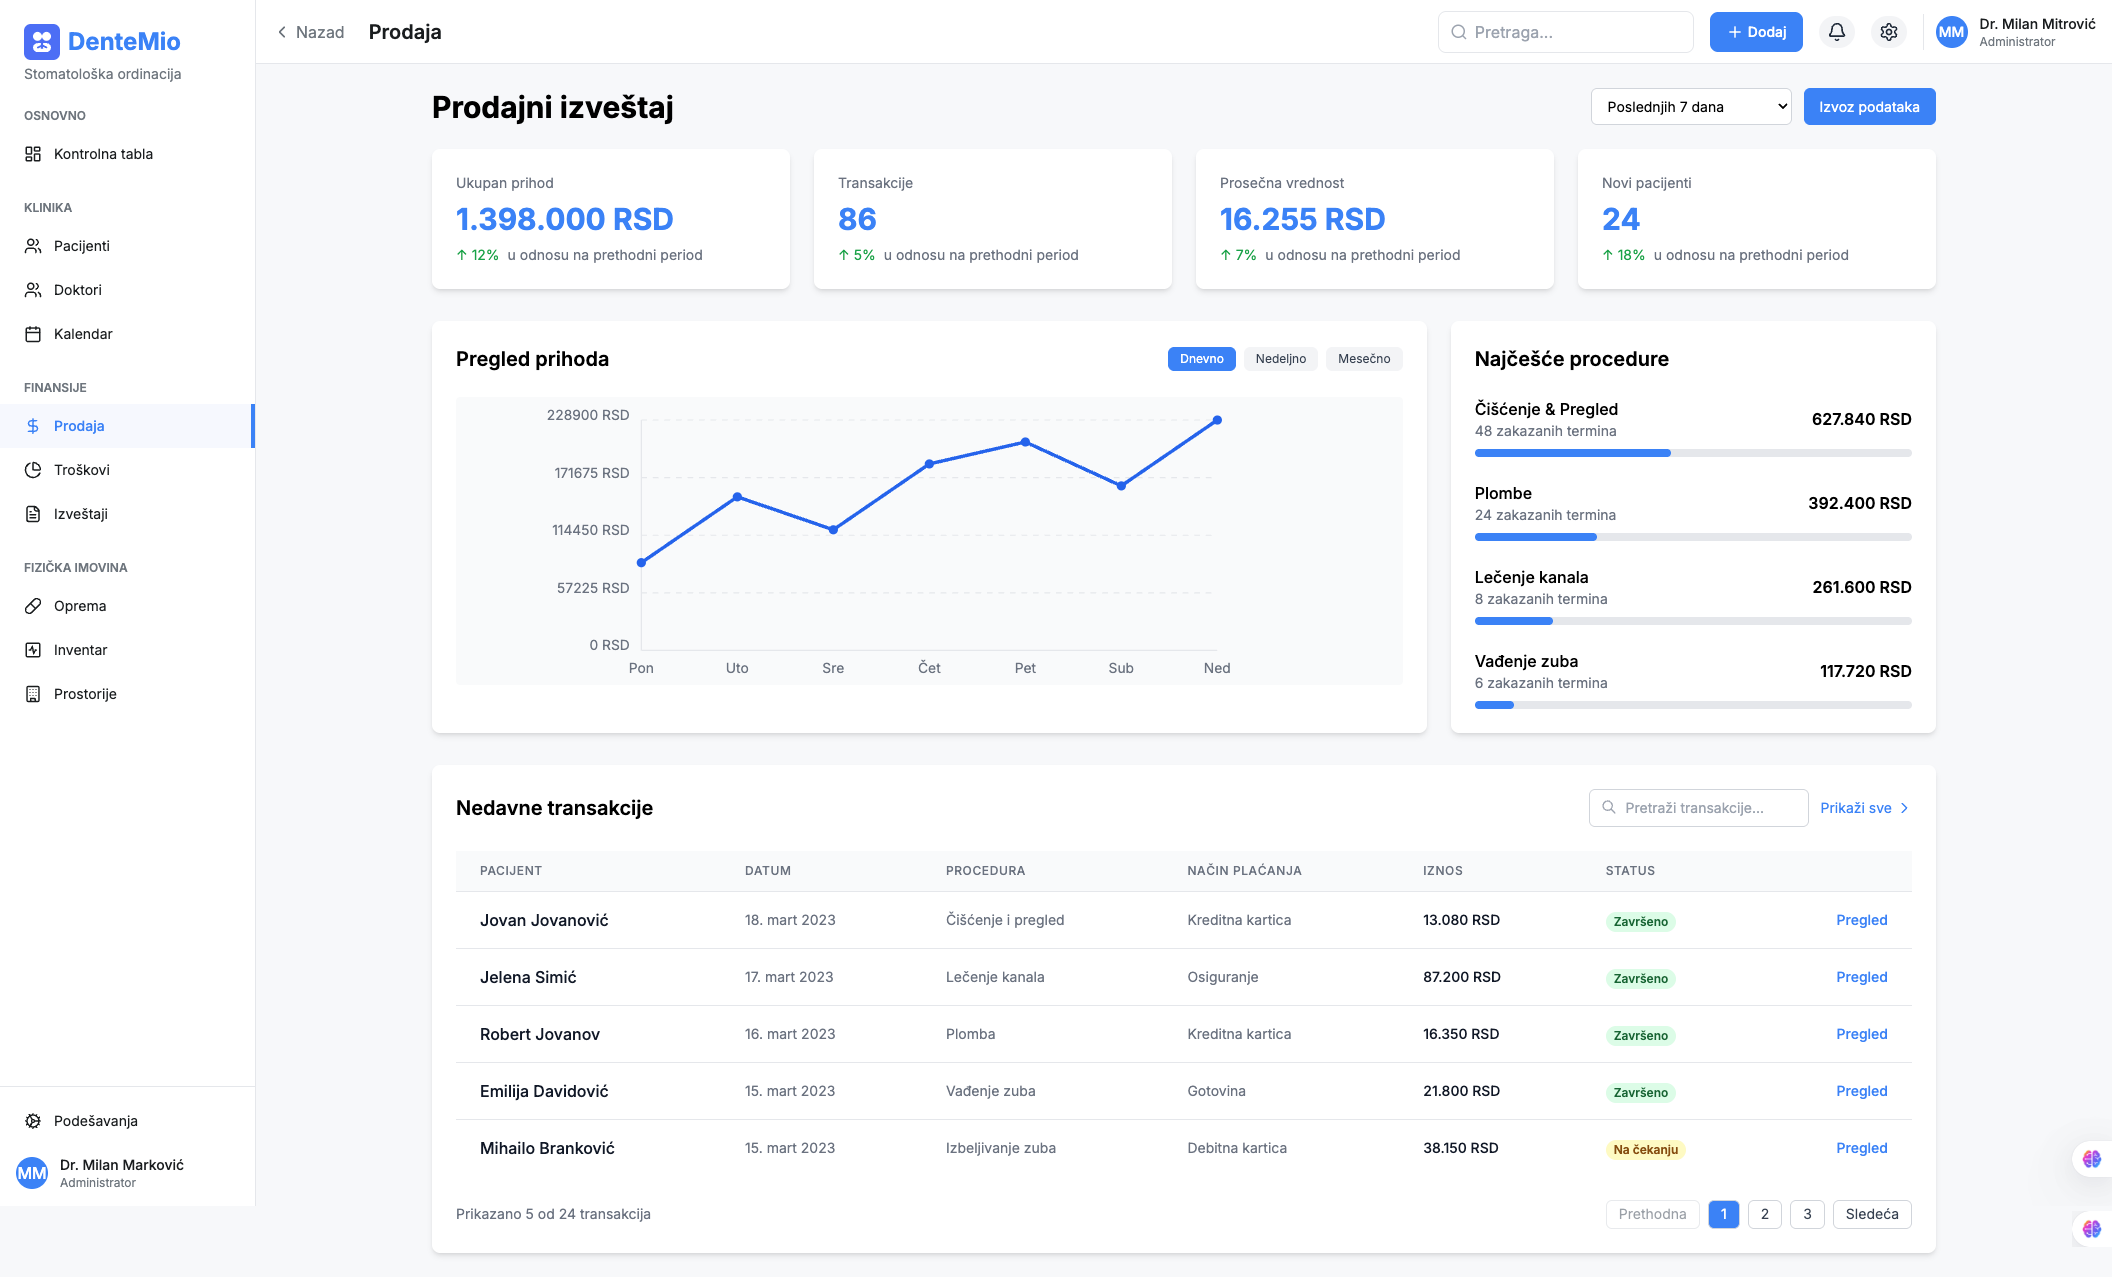 DenteMio
Stomatološka ordinacija
OSNOVNO
Kontrolna tabla
KLINIKA
Pacijenti
Doktori
Kalendar
FINANSIJE
Prodaja
Troškovi
Izveštaji
FIZIČKA IMOVINA
Oprema
Inventar
Prostorije
Podešavanja
MM
Dr. Milan Marković
Administrator
Nazad
Prodaja
Pretraga...
Dodaj
MM
Dr. Milan Mitrović
Administrator
Prodajni izveštaj
Poslednjih 7 dana
Izvoz podataka
Ukupan prihod
1.398.000 RSD
↑ 12% u odnosu na prethodni period
Transakcije
86
↑ 5% u odnosu na prethodni period
Prosečna vrednost
16.255 RSD
↑ 7% u odnosu na prethodni period
Novi pacijenti
24
↑ 18% u odnosu na prethodni period
Pregled prihoda
Dnevno
Nedeljno
Mesečno
228900 RSD
171675 RSD
114450 RSD
57225 RSD
0 RSD
Pon Uto Sre Čet Pet Sub Ned
Najčešće procedure
Čišćenje & Pregled
48 zakazanih termina
627.840 RSD
Plombe
24 zakazanih termina
392.400 RSD
Lečenje kanala
8 zakazanih termina
261.600 RSD
Vađenje zuba
6 zakazanih termina
117.720 RSD
Nedavne transakcije
Pretraži transakcije...
Prikaži sve
PACIJENT DATUM PROCEDURA NAČIN PLAĆANJA IZNOS STATUS
Jovan Jovanović 18. mart 2023 Čišćenje i pregled Kreditna kartica 13.080 RSD Završeno Pregled
Jelena Simić 17. mart 2023 Lečenje kanala Osiguranje 87.200 RSD Završeno Pregled
Robert Jovanov 16. mart 2023 Plomba Kreditna kartica 16.350 RSD Završeno Pregled
Emilija Davidović 15. mart 2023 Vađenje zuba Gotovina 21.800 RSD Završeno Pregled
Mihailo Branković 15. mart 2023 Izbeljivanje zuba Debitna kartica 38.150 RSD Na čekanju Pregled
Prikazano 5 od 24 transakcija
Prethodna 1 2 3 Sledeća